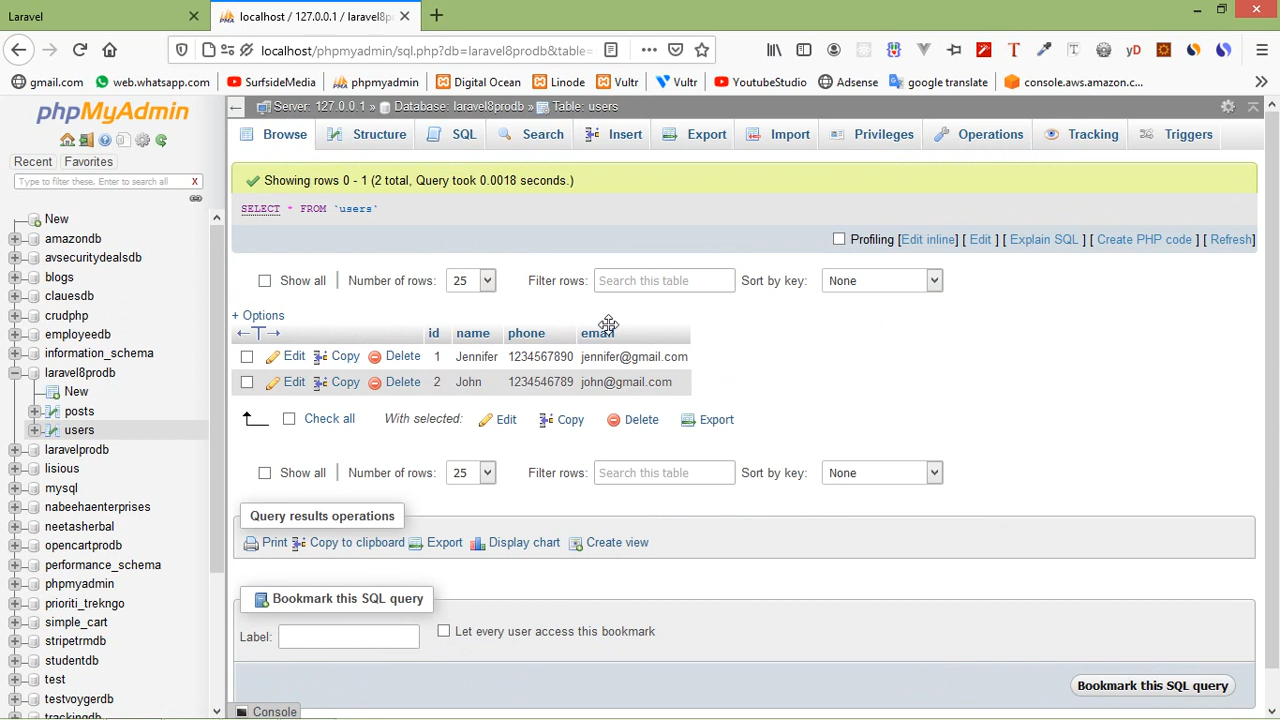 Laravel
localhost / 127.0.0.1 / laravel8pr
localhost/phpmyadmin/sql.php?db=laravel8prodb&table=
gmail.com web.whatsapp.com SurfsideMedia phpmyadmin Digital Ocean Linode Vultr Vultr YouTubeStudio Adsense google translate console.aws.amazon.c...
phpMyAdmin
Recent Favorites
Type to filter these, Enter to search all X
New
amazondb
avsecuritydealsdb
blogs
clauesdb
crudphp
employeedb
information_schema
laravel8prodb
New
posts
users
laravelprodb
lisious
mysql
nabeehaenterprises
neetasherbal
opencartprodb
performance_schema
phpmyadmin
prioriti_trekngo
simple_cart
stripetrmdb
studentdb
test
testvoyagerdb
trackingdb
Server: 127.0.0.1 » Database: laravel8prodb » Table: users
Browse Structure SQL Search Insert Export Import Privileges Operations Tracking Triggers
Showing rows 0 - 1 (2 total, Query took 0.0018 seconds.)
SELECT * FROM `users`
Profiling [Edit inline] [ Edit ] [ Explain SQL ] [ Create PHP code ] [ Refresh]
Show all | Number of rows: 25 Filter rows: Search this table Sort by key: None
+ Options
←T→ id name phone email
Edit Copy Delete 1 Jennifer 1234567890 jennifer@gmail.com
Edit Copy Delete 2 John 1234546789 john@gmail.com
Check all With selected: Edit Copy Delete Export
Show all | Number of rows: 25 Filter rows: Search this table Sort by key: None
Query results operations
Print Copy to clipboard Export Display chart Create view
Bookmark this SQL query
Label: Let every user access this bookmark
Bookmark this SQL query
Console